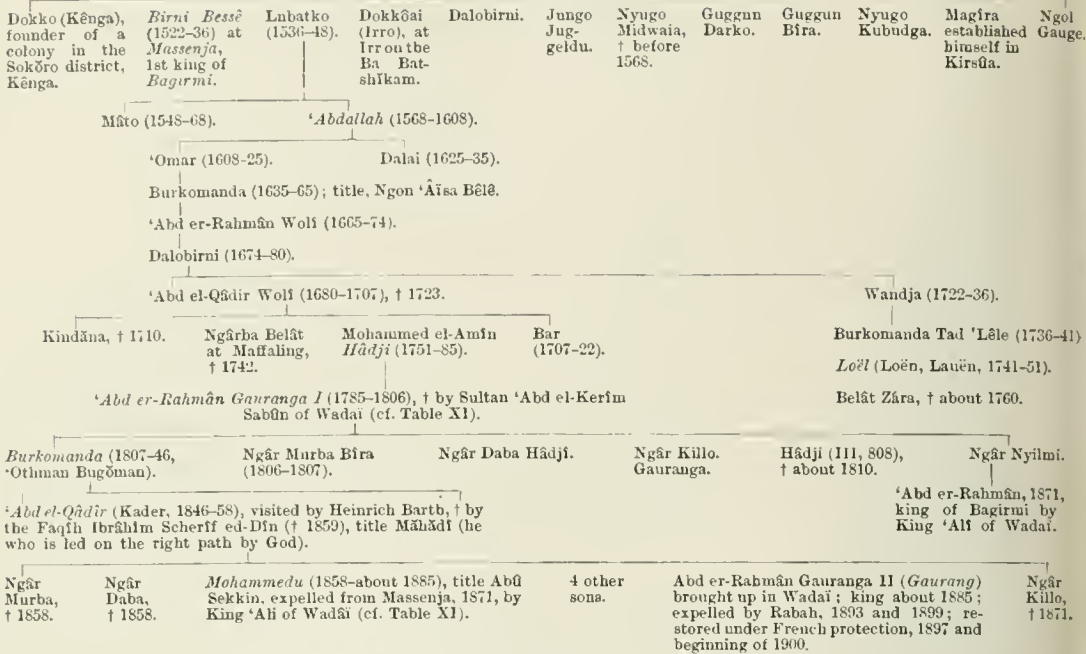 Dokko (Kênga), founder of a colony in the Sokŏro district, Kênga.
Birni Bessê (1522-36) at Massenja, 1st king of Bagirmi.
Lubatko (1536-48).
Dokkôai (Irro), at Irr on the Ba Batshĭkam.
Dalobirni.
Jungo Juggeldu.
Nyugo Midwaia, † before 1568.
Guggun Darko.
Guggun Bîra.
Nyugo Kubudga.
Magîra established himself in Kirsûa.
Ngol Gauge.
Mâto (1548-68).
‘Abdallah (1568-1608).
‘Omar (1608-25).
Dalai (1625-35).
Burkomanda (1635-65); title, Ngon ‘Âïsa Bêlê.
‘Abd er-Rahmân Wolî (1665-74).
Dalobirni (1674-80).
‘Abd el-Qâdir Wolî (1680-1707), † 1723.
Wandja (1722-36).
Kindăna, † 1710.
Ngârba Belât at Maffaling, † 1742.
Mohammed el-Amîn Hâdji (1751-85).
Bar (1707-22).
Burkomanda Tad 'Lêle (1736-41)
Loël (Loën, Lauën, 1741-51).
Belât Zára, † about 1760.
‘Abd er-Rahmân Gauranga I (1785-1806), † by Sultan ‘Abd el-Kerîm
Sabûn of Wadaï (cf. Table XI).
Burkomanda (1807-46,
‘Othman Bugŏman).
Ngâr Murba Bîra
(1806-1807).
Ngâr Daba Hâdjî.
Ngâr Killo.
Gauranga.
Hâdji (III, 808),
† about 1810.
Ngâr Nyilmi.
‘Abd er-Rahmân, 1871,
king of Bagirmi by
King ‘Alî of Wadaï.
‘Abd el-Qâdîr (Kader, 1846-58), visited by Heinrich Barth, † by
the Faqîh Ibrâhîm Scherîf ed-Dîn († 1859), title Măhădî (he
who is led on the right path by God).
Ngâr
Murba,
† 1858.
Ngâr
Daba,
† 1858.
Mohammedu (1858-about 1885), title Abû
Sekkin, expelled from Massenja, 1871, by
King ‘Ali of Wadâï (cf. Table XI).
4 other
sons.
Abd er-Rahmân Gauranga II (Gaurang)
brought up in Wadaï; king about 1885;
expelled by Rabah, 1893 and 1899; re-
stored under French protection, 1897 and
beginning of 1900.
Ngâr
Killo,
† 1871.